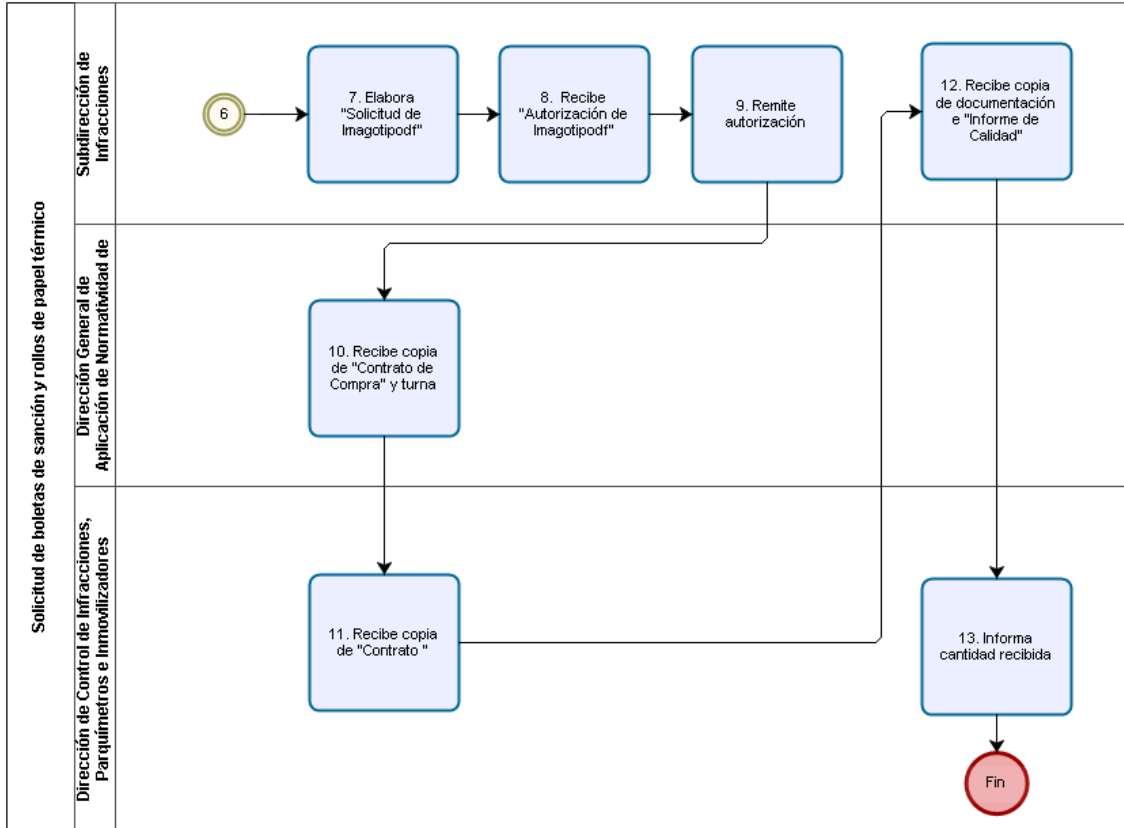 Solicitud de boletas de sanción y rollos de papel térmico
Subdirección de
Infracciones
6
7. Elabora
"Solicitud de
Imagotipodf"
8. Recibe
"Autorización de
Imagotipodf"
9. Remite
autorización
12. Recibe copia
de documentación
e "Informe de
Calidad"
Dirección General de
Aplicación de Normatividad de
10. Recibe copia
de "Contrato de
Compra" y turna
Dirección de Control de Infracciones,
Parquímetros e Inmovilizadores
11. Recibe copia
de "Contrato "
13. Informa
cantidad recibida
Fin